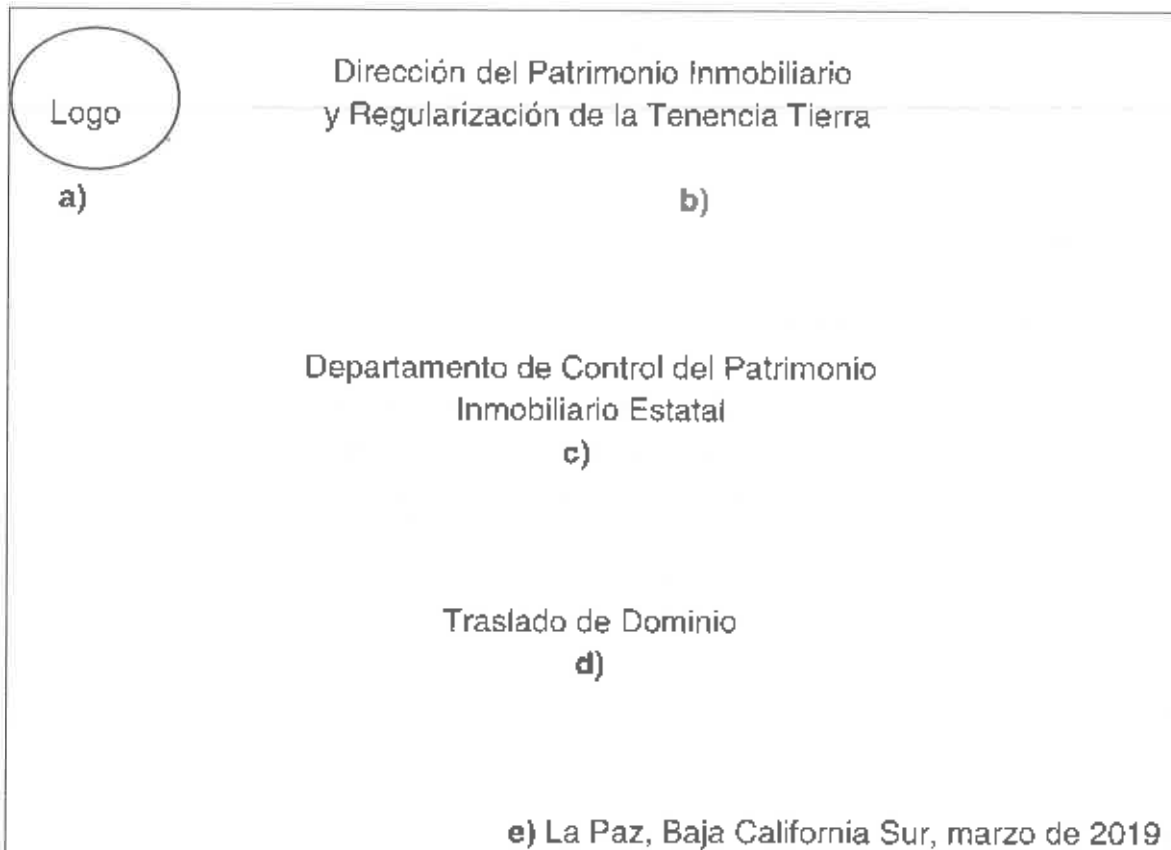 Logo
Dirección del Patrimonio Inmobiliario
y Regularización de la Tenencia Tierra
a)
b)
Departamento de Control del Patrimonio
Inmobiliario Estatal
c)
Traslado de Dominio
d)
e) La Paz, Baja California Sur, marzo de 2019